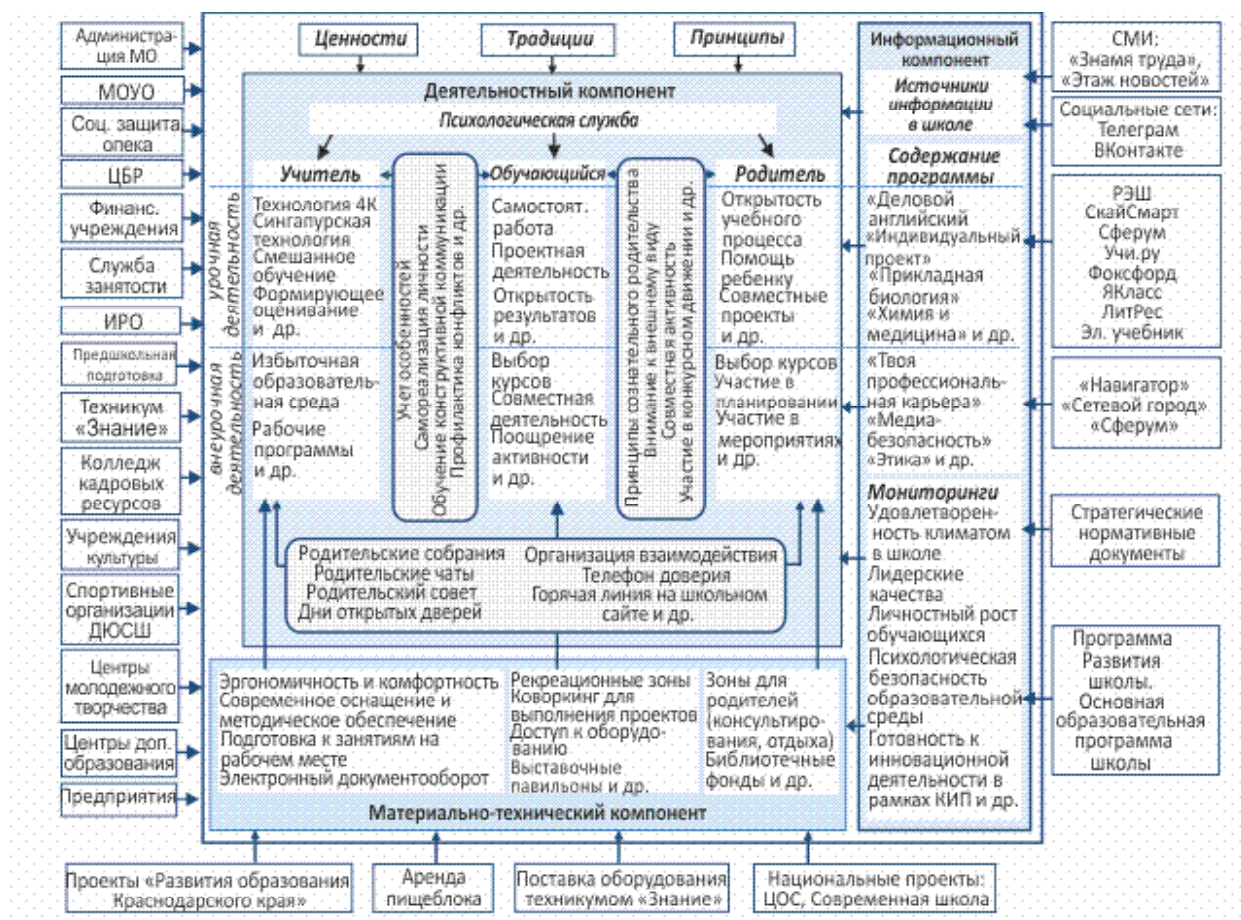 Администра-
ция МО
МОУО
Соц. защита
опека
ЦБР
Финанс.
учреждения
Служба
занятости
ИРО
Предшкольная
подготовка
Техникум
«Знание»
Колледж
кадровых
ресурсов
Учреждения
культуры
Спортивные
организации
ДЮСШ
Центры
молодежного
творчества
Центры доп.
образования
Предприятия
Ценности
Традиции
Принципы
Деятельностный компонент
Психологическая служба
урочная
деятельность
внеурочная
деятельность
Учитель
Технология 4К
Сингапурская
технология
Смешанное
обучение
Формирующее
оценивание
и др.
Избыточная
образователь-
ная среда
Рабочие
программы
и др.
Учет особенностей
Самореализация личности
Обучение конструктивной коммуникации
Профилактика конфликтов и др.
Обучающийся
Самостоят.
работа
Проектная
деятельность
Открытость
результатов
и др.
Выбор
курсов
Совместная
деятельность
Поощрение
активности
и др.
Принципы сознательного родительства
Внимание к внешнему виду
Совместная активность
Участие в конкурсном движении и др.
Родитель
Открытость
учебного
процесса
Помощь
ребенку
Совместные
проекты
и др.
Выбор курсов
Участие в
планировании
Участие в
мероприятиях
и др.
Родительские собрания
Родительские чаты
Родительский совет
Дни открытых дверей
Организация взаимодействия
Телефон доверия
Горячая линия на школьном
сайте и др.
Эргономичность и комфортность
Современное оснащение и
методическое обеспечение
Подготовка к занятиям на
рабочем месте
Электронный документооборот
Рекреационные зоны
Коворкинг для
выполнения проектов
Доступ к оборудо-
ванию
Выставочные
павильоны и др.
Зоны для
родителей
(консультиро-
вания, отдыха)
Библиотечные
фонды и др.
Материально-технический компонент
Информационный
компонент
Источники
информации
в школе
Содержание
программы
«Деловой
английский
«Индивидуальный
проект»
«Прикладная
биология»
«Химия и
медицина» и др.
«Твоя
профессиональ-
ная карьера»
«Медиа-
безопасность»
«Этика» и др.
Мониторинги
Удовлетворен-
ность климатом
в школе
Лидерские
качества
Личностный рост
обучающихся
Психологическая
безопасность
образовательной
среды
Готовность к
инновационной
деятельности в
рамках КИП и др.
СМИ:
«Знамя труда»,
«Этаж новостей»
Социальные сети:
Телеграм
ВКонтакте
РЭШ
СкайСмарт
Сферум
Учи.ру
Фоксфорд
ЯКласс
ЛитРес
Эл. учебник
«Навигатор»
«Сетевой город»
«Сферум»
Стратегические
нормативные
документы
Программа
Развития
школы.
Основная
образовательная
программа
школы
Проекты «Развития образования
Краснодарского края»
Аренда
пищеблока
Поставка оборудования
техникумом «Знание»
Национальные проекты:
ЦОС, Современная школа